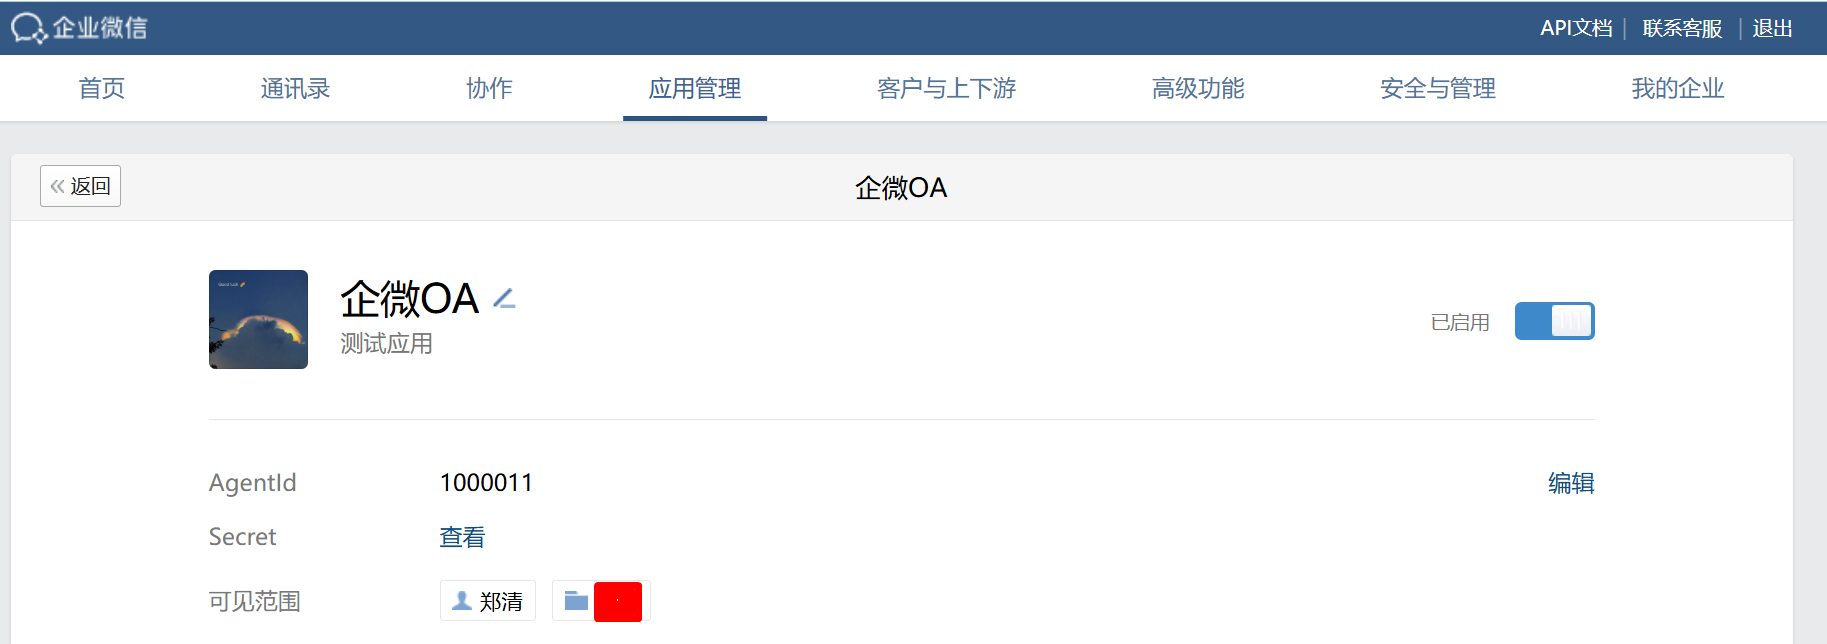 企业微信
API文档 | 联系客服 | 退出
首页 通讯录 协作 应用管理 客户与上下游 高级功能 安全与管理 我的企业
« 返回
企微OA
Good Luck
企微OA
测试应用
已启用
AgentId 1000011 编辑
Secret 查看
可见范围 郑清